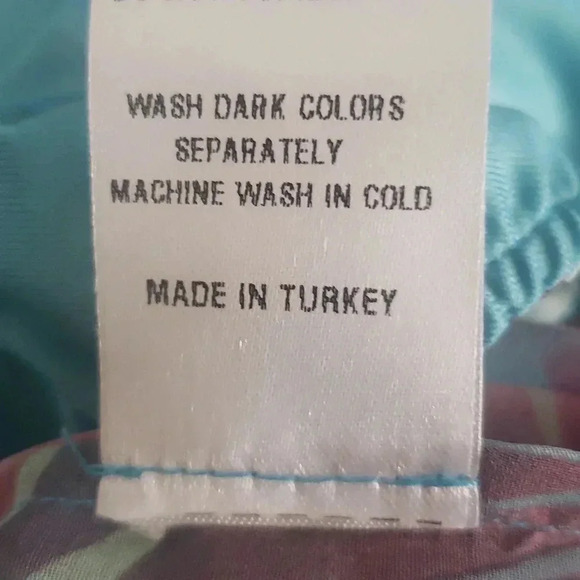 WASH DARK COLORS
SEPARATELY
MACHINE WASH IN COLD
MADE IN TURKEY